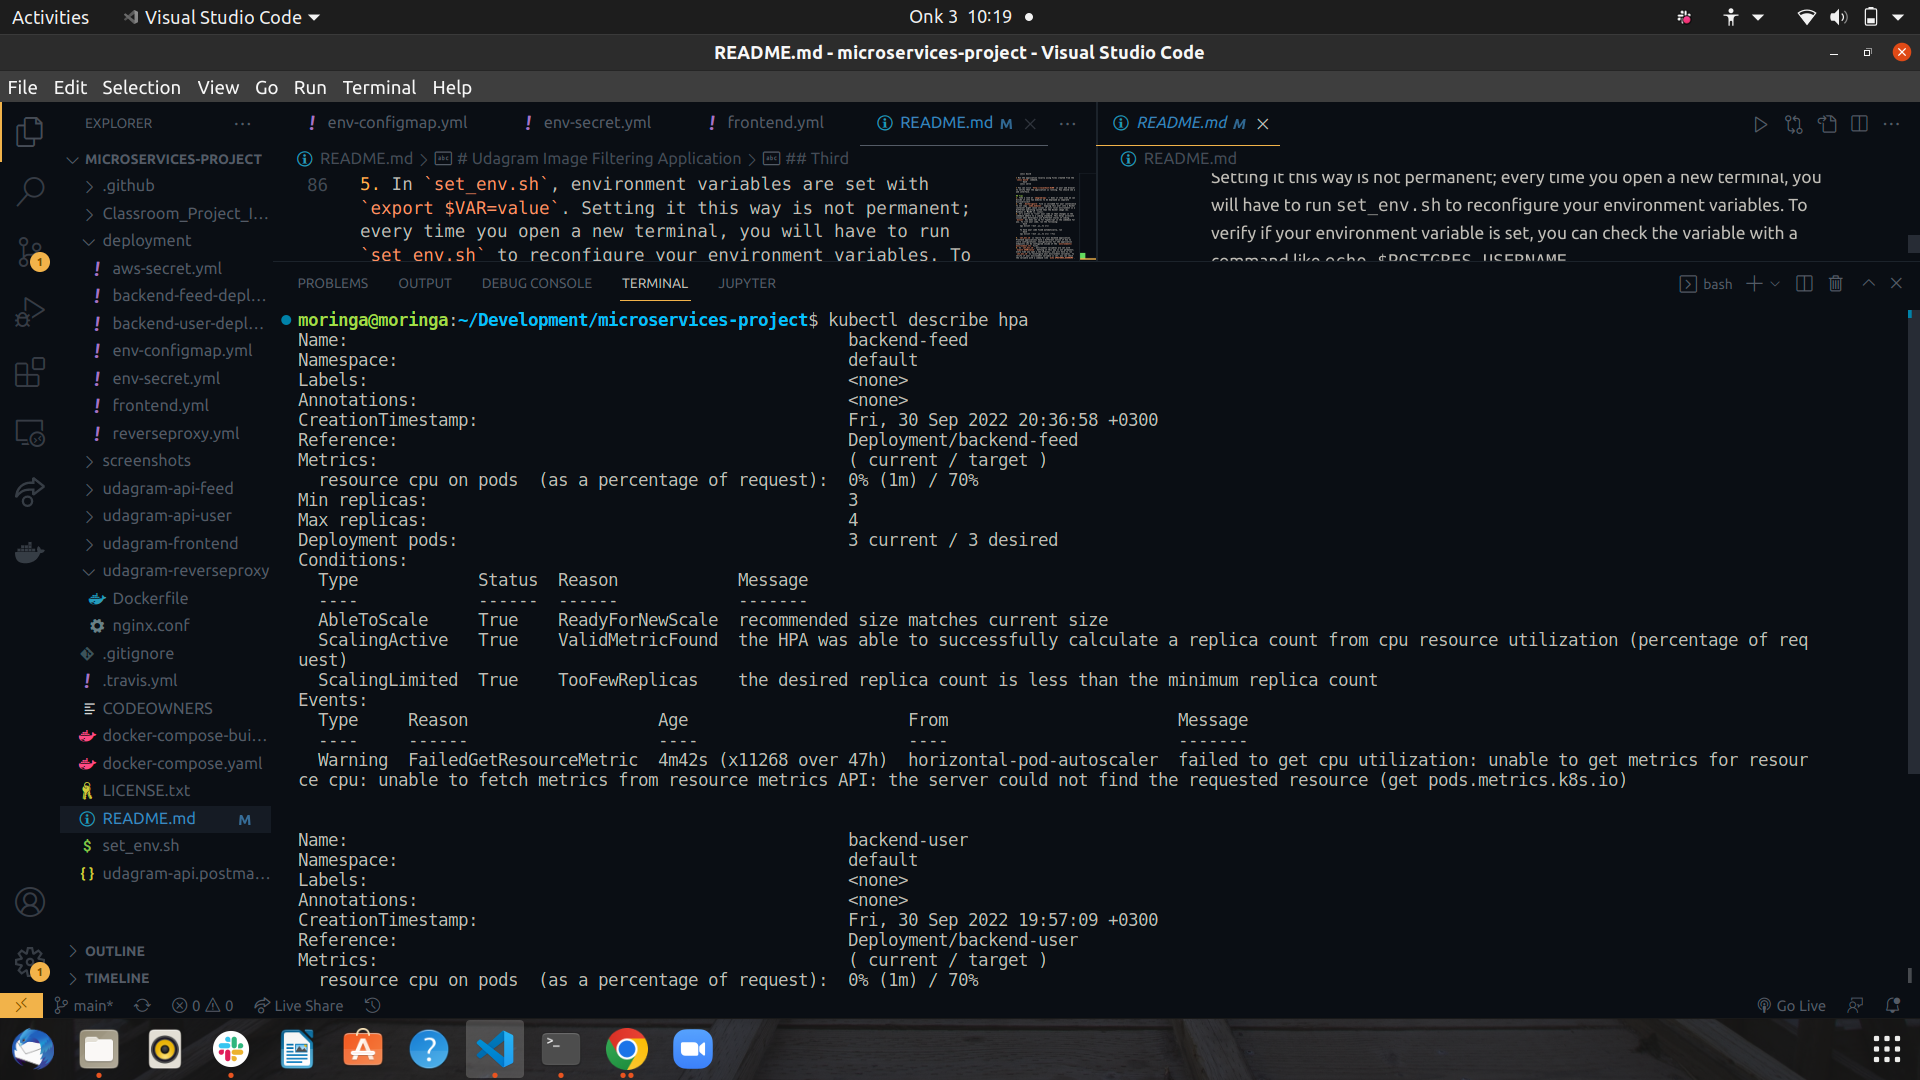 Activities
Visual Studio Code
Onk 3 10:19
README.md - microservices-project - Visual Studio Code
File Edit Selection View Go Run Terminal Help
EXPLORER
MICROSERVICES-PROJECT
.github
Classroom_Project_I...
deployment
aws-secret.yml
backend-feed-depl...
backend-user-depl...
env-configmap.yml
env-secret.yml
frontend.yml
reverseproxy.yml
screenshots
udagram-api-feed
udagram-api-user
udagram-frontend
udagram-reverseproxy
Dockerfile
nginx.conf
.gitignore
.travis.yml
CODEOWNERS
docker-compose-bui...
docker-compose.yaml
LICENSE.txt
README.md M
set_env.sh
udagram-api.postma...
OUTLINE
TIMELINE
1
1
env-configmap.yml env-secret.yml frontend.yml README.md M
README.md > # Udagram Image Filtering Application > ## Third
86 5. In `set_env.sh`, environment variables are set with
`export $VAR=value`. Setting it this way is not permanent;
every time you open a new terminal, you will have to run
`set_env.sh` to reconfigure your environment variables. To
README.md M
README.md
Setting it this way is not permanent; every time you open a new terminal, you
will have to run set_env.sh to reconfigure your environment variables. To
verify if your environment variable is set, you can check the variable with a
command like echo $POSTGRES_USERNAME
PROBLEMS OUTPUT DEBUG CONSOLE TERMINAL JUPYTER
bash
moringa@moringa:~/Development/microservices-project$ kubectl describe hpa
Name: backend-feed
Namespace: default
Labels: <none>
Annotations: <none>
CreationTimestamp: Fri, 30 Sep 2022 20:36:58 +0300
Reference: Deployment/backend-feed
Metrics: ( current / target )
resource cpu on pods (as a percentage of request): 0% (1m) / 70%
Min replicas: 3
Max replicas: 4
Deployment pods: 3 current / 3 desired
Conditions:
Type Status Reason Message
---- ------ ------ -------
AbleToScale True ReadyForNewScale recommended size matches current size
ScalingActive True ValidMetricFound the HPA was able to successfully calculate a replica count from cpu resource utilization (percentage of req
uest)
ScalingLimited True TooFewReplicas the desired replica count is less than the minimum replica count
Events:
Type Reason Age From Message
---- ------ ---- ---- -------
Warning FailedGetResourceMetric 4m42s (x11268 over 47h) horizontal-pod-autoscaler failed to get cpu utilization: unable to get metrics for resour
ce cpu: unable to fetch metrics from resource metrics API: the server could not find the requested resource (get pods.metrics.k8s.io)
Name: backend-user
Namespace: default
Labels: <none>
Annotations: <none>
CreationTimestamp: Fri, 30 Sep 2022 19:57:09 +0300
Reference: Deployment/backend-user
Metrics: ( current / target )
resource cpu on pods (as a percentage of request): 0% (1m) / 70%
main* 0 0 Live Share
Go Live